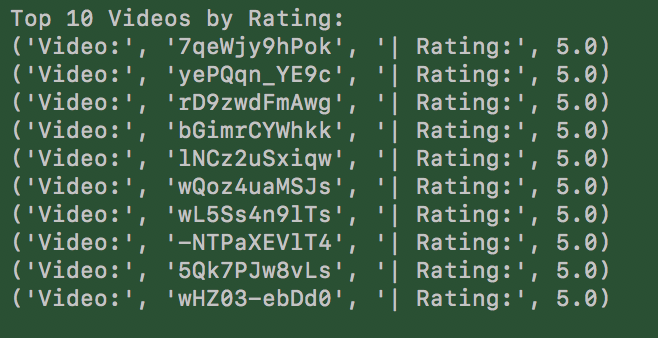 Top 10 Videos by Rating:
('Video:', '7qeWjy9hPok', '| Rating:', 5.0)
('Video:', 'yePQqn_YE9c', '| Rating:', 5.0)
('Video:', 'rD9zwdFmAwg', '| Rating:', 5.0)
('Video:', 'bGimrCYWhkk', '| Rating:', 5.0)
('Video:', 'lNCz2uSxiqw', '| Rating:', 5.0)
('Video:', 'wQoz4uaMSJs', '| Rating:', 5.0)
('Video:', 'wL5Ss4n9lTs', '| Rating:', 5.0)
('Video:', '-NTPaXEVlT4', '| Rating:', 5.0)
('Video:', '5Qk7PJw8vLs', '| Rating:', 5.0)
('Video:', 'wHZ03-ebDd0', '| Rating:', 5.0)